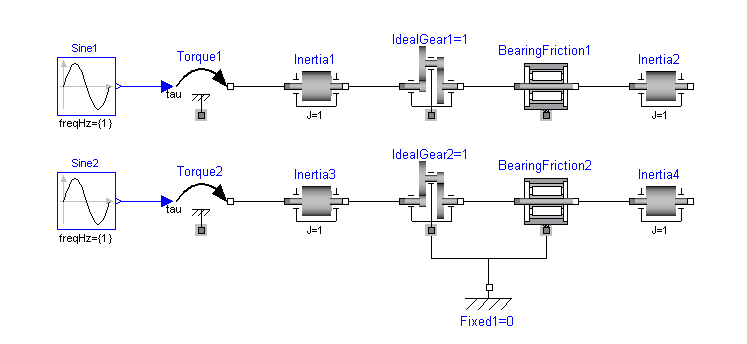 Sine1
Torque1
Inertia1
IdealGear1=1
BearingFriction1
Inertia2
tau
freqHz={1}
J=1
J=1
Sine2
Torque2
Inertia3
IdealGear2=1
BearingFriction2
Inertia4
tau
freqHz={1}
J=1
J=1
Fixed1=0